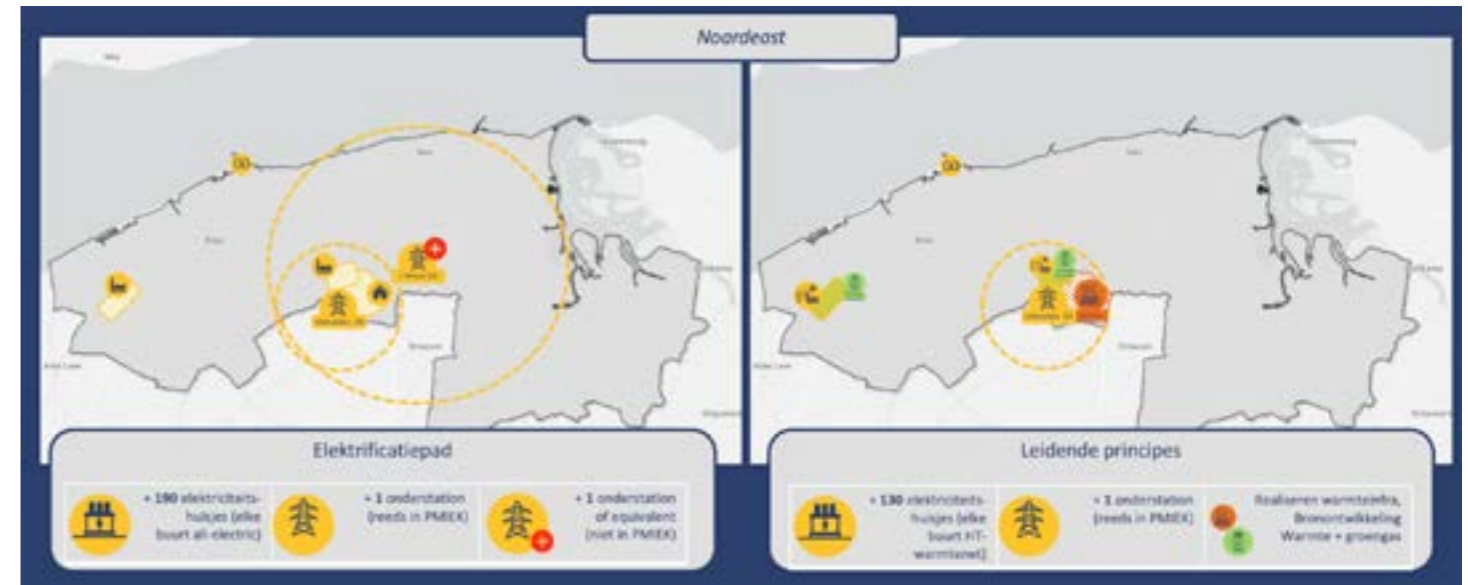 Noardeast
Elektrificatiepad
+ 190 elektriciteits-
huisjes (elke
buurt all-electric)
+ 1 onderstation
(reeds in PMIEK)
+ 1 onderstation
of equivalent
(niet in PMIEK)
Leidende principes
+ 130 elektriciteits-
huisjes (elke
buurt HT-
warmtenet)
+ 1 onderstation
(reeds in PMIEK)
Realiseren warmteinfra,
Bronontwikkeling
Warmte + groengas